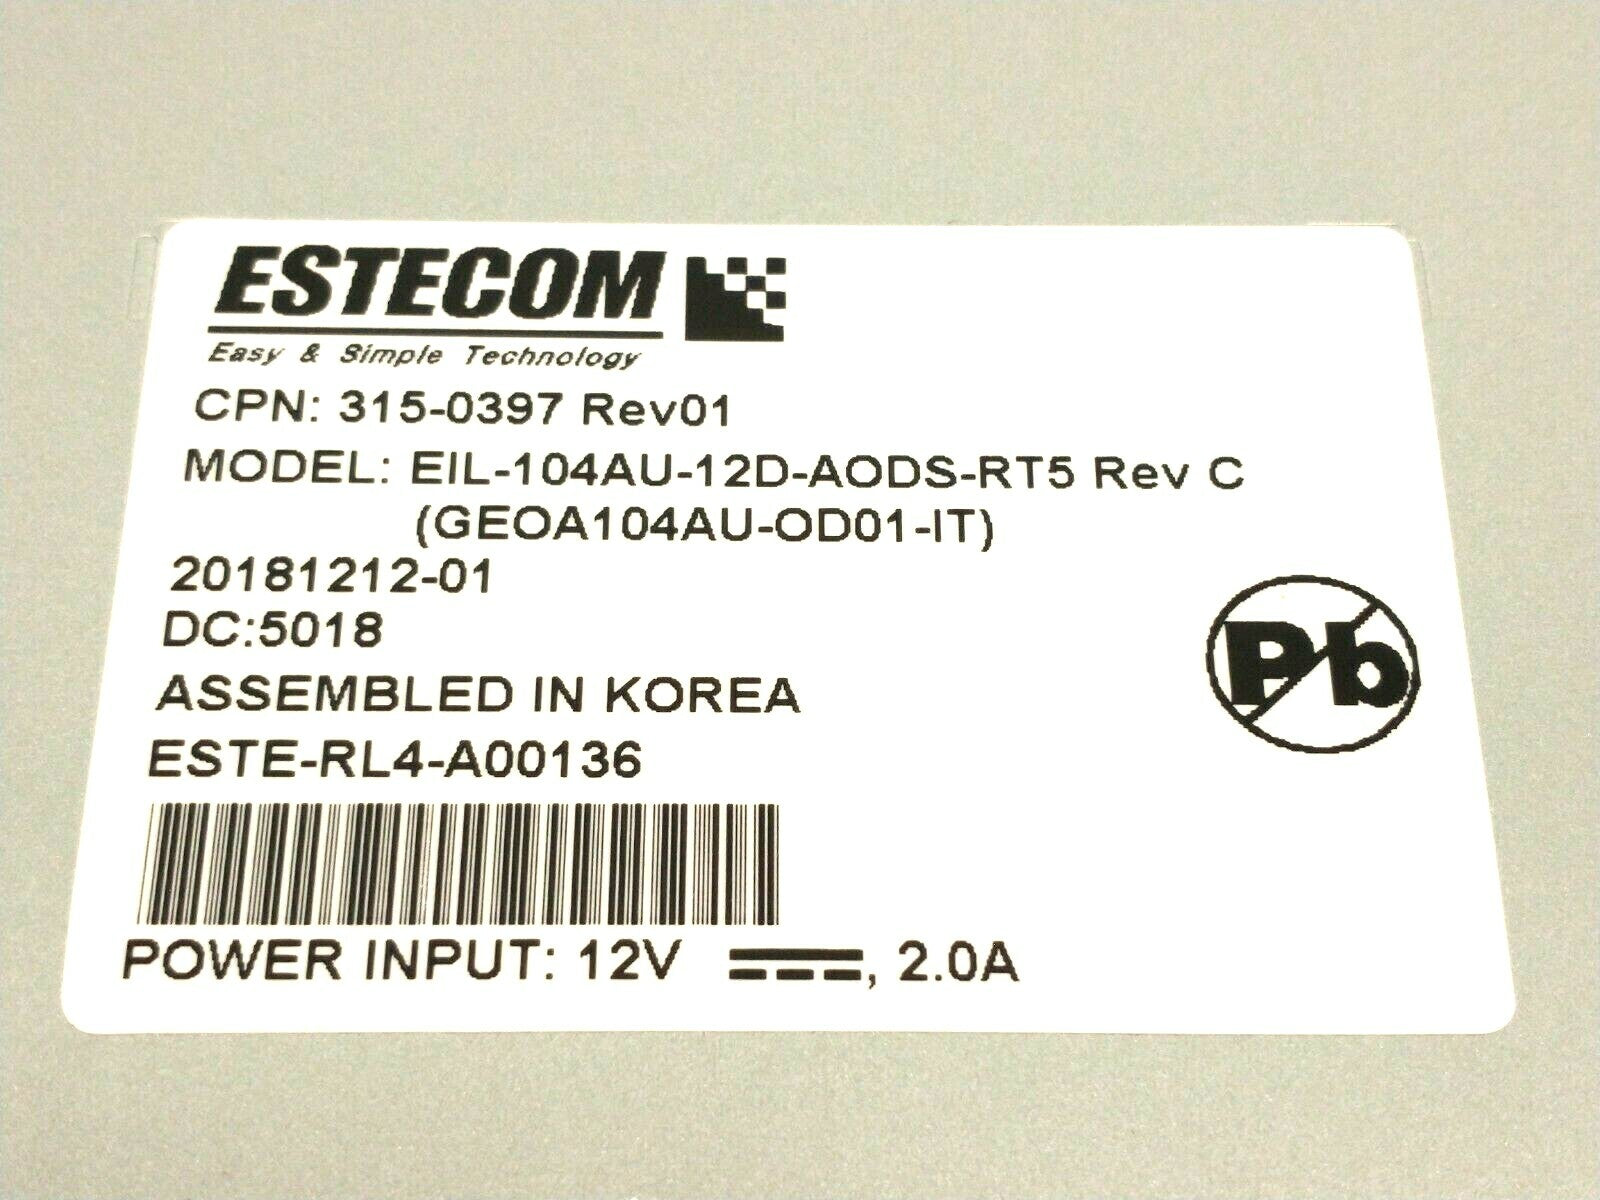 ESTECOM
Easy & Simple Technology
CPN: 315-0397 Rev01
MODEL: EIL-104AU-12D-AODS-RT5 Rev C
(GEOA104AU-OD01-IT)
20181212-01
DC:5018
Pb
ASSEMBLED IN KOREA
ESTE-RL4-A00136
POWER INPUT: 12V ⎓, 2.0A